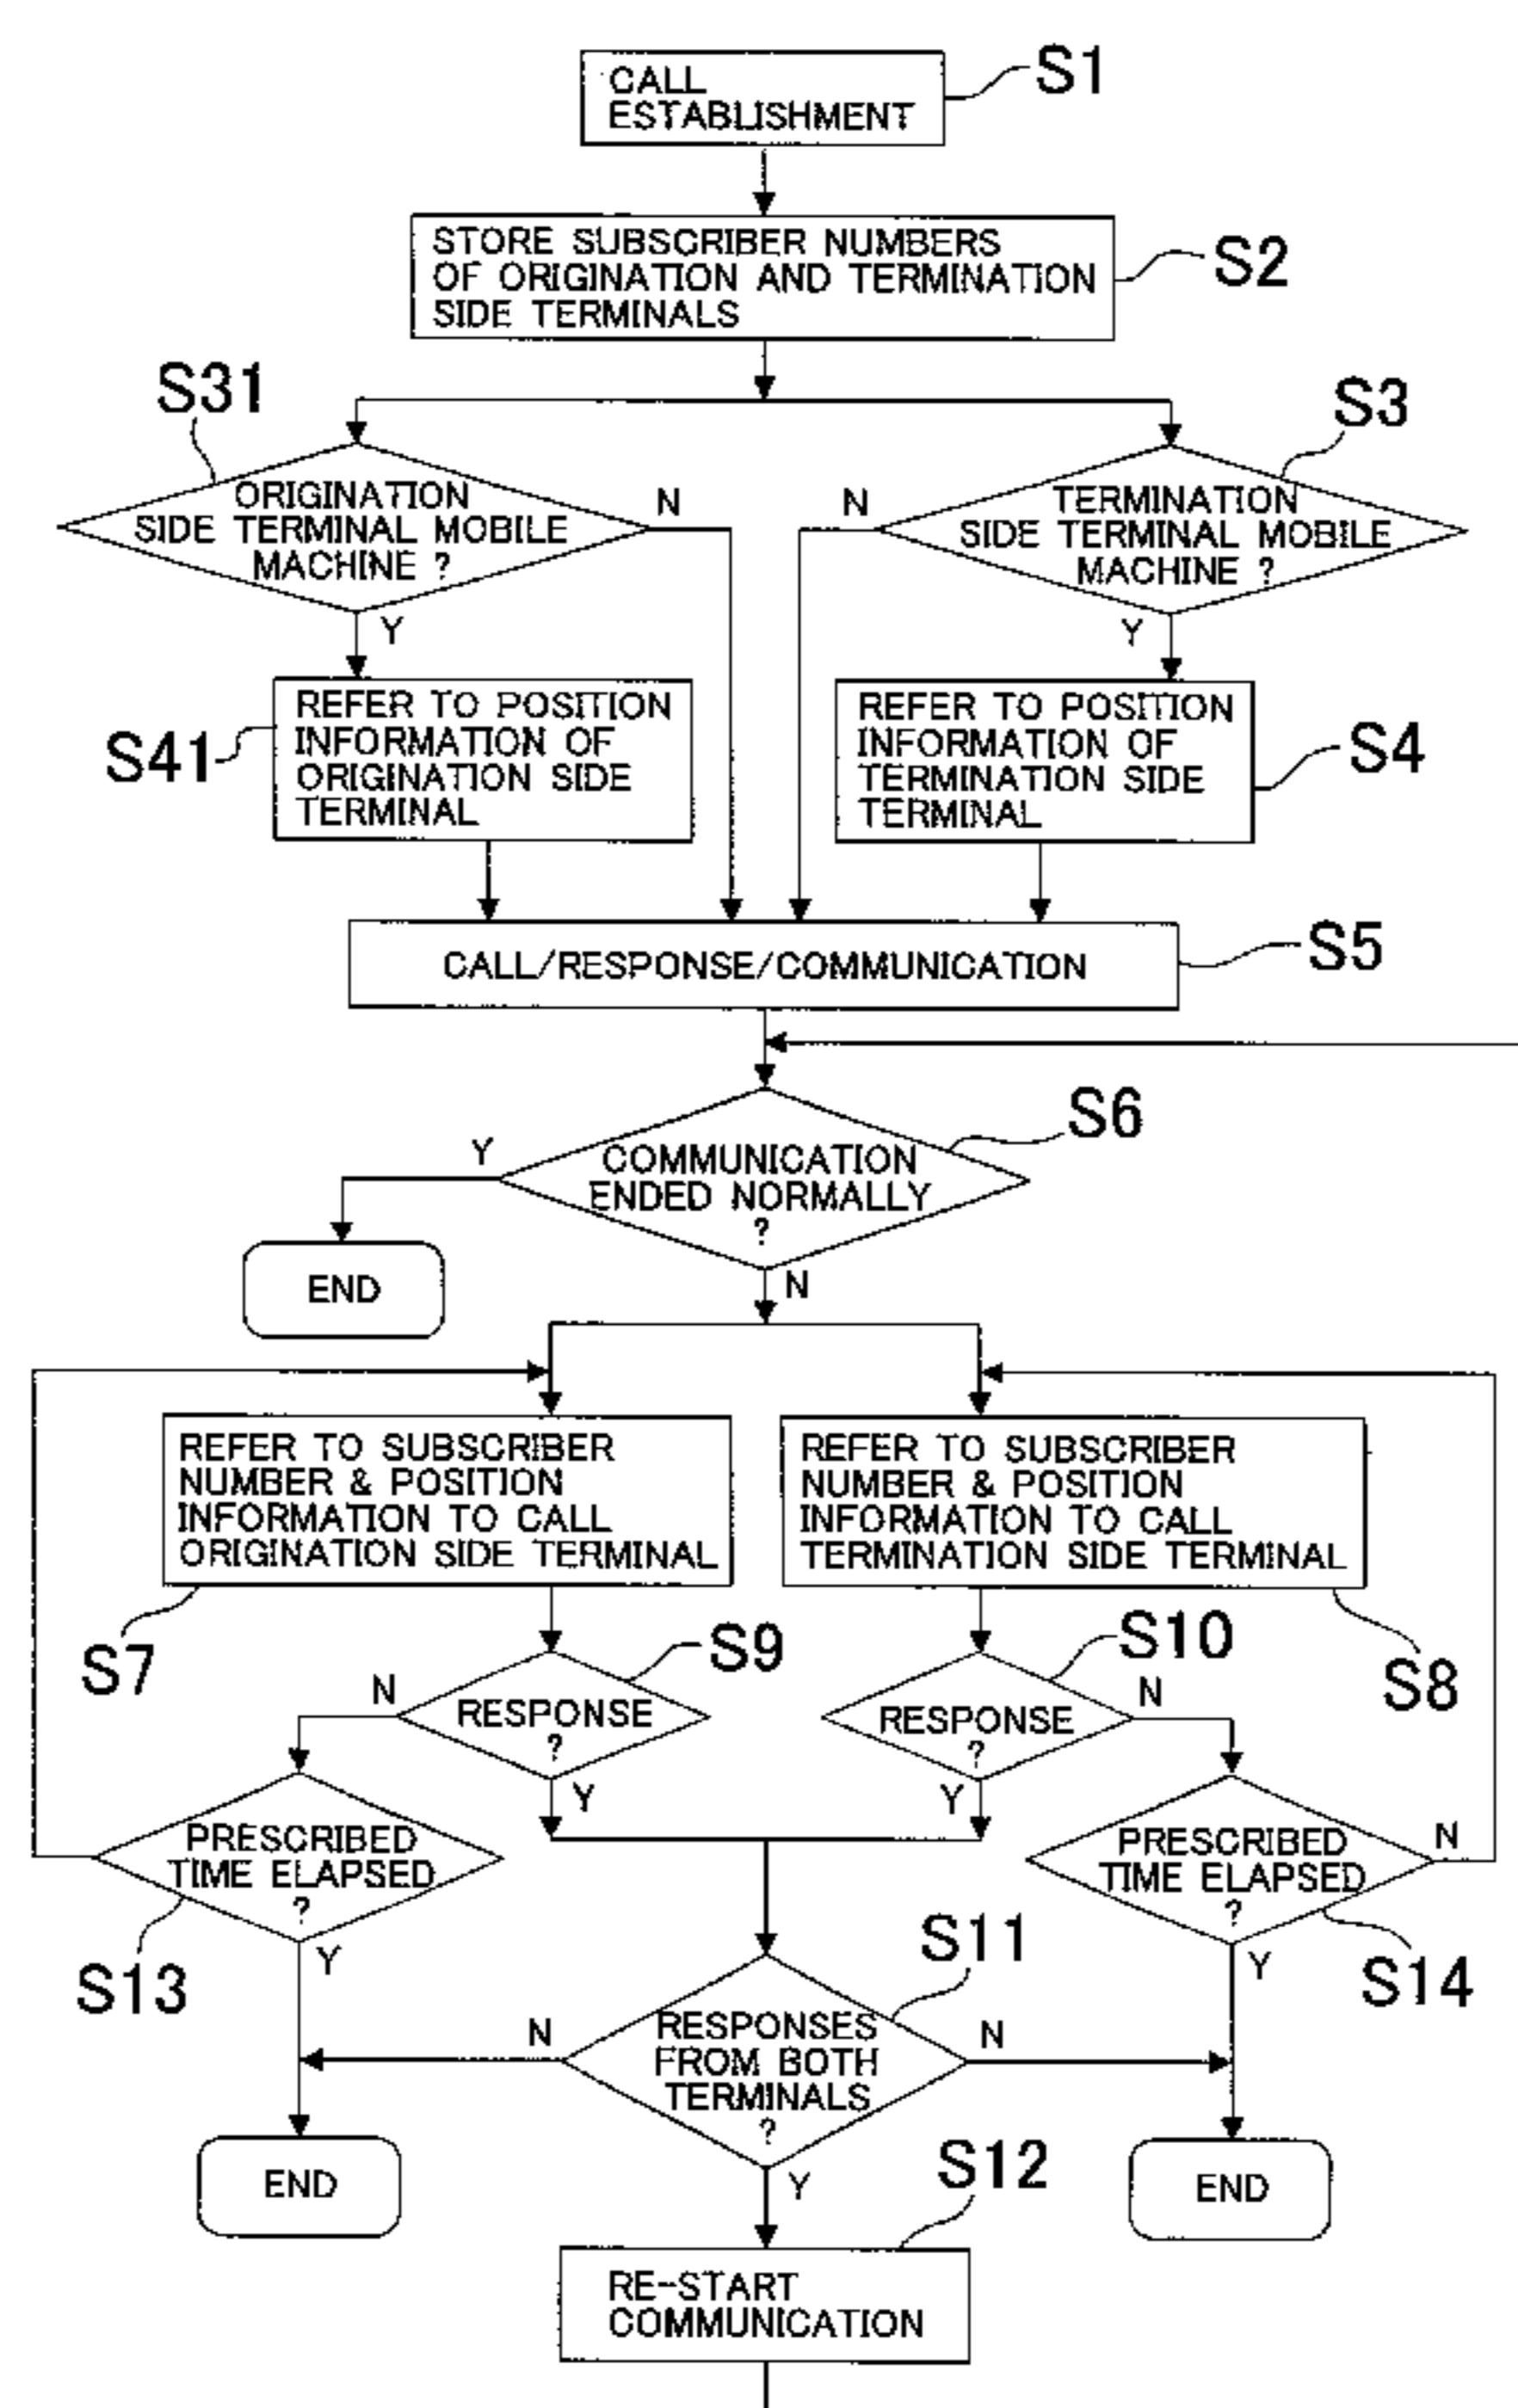 CALL
ESTABLISHMENT
S1
STORE SUBSCRIBER NUMBERS
OF ORIGINATION AND TERMINATION
SIDE TERMINALS
S2
S31
ORIGINATION
SIDE TERMINAL MOBILE
MACHINE ?
N
Y
S3
TERMINATION
SIDE TERMINAL MOBILE
MACHINE ?
N
Y
S41
REFER TO POSITION
INFORMATION OF
ORIGINATION SIDE
TERMINAL
REFER TO POSITION
INFORMATION OF
TERMINATION SIDE
TERMINAL
S4
CALL/RESPONSE/COMMUNICATION
S5
S6
Y
COMMUNICATION
ENDED NORMALLY
?
END
N
REFER TO SUBSCRIBER
NUMBER & POSITION
INFORMATION TO CALL
ORIGINATION SIDE TERMINAL
S7
REFER TO SUBSCRIBER
NUMBER & POSITION
INFORMATION TO CALL
TERMINATION SIDE TERMINAL
S8
S9
N
RESPONSE
?
Y
S10
N
RESPONSE
?
Y
PRESCRIBED
TIME ELAPSED
?
S13
Y
PRESCRIBED
TIME ELAPSED
?
N
S14
Y
S11
N
RESPONSES
FROM BOTH
TERMINALS
?
N
Y
END
END
S12
RE-START
COMMUNICATION